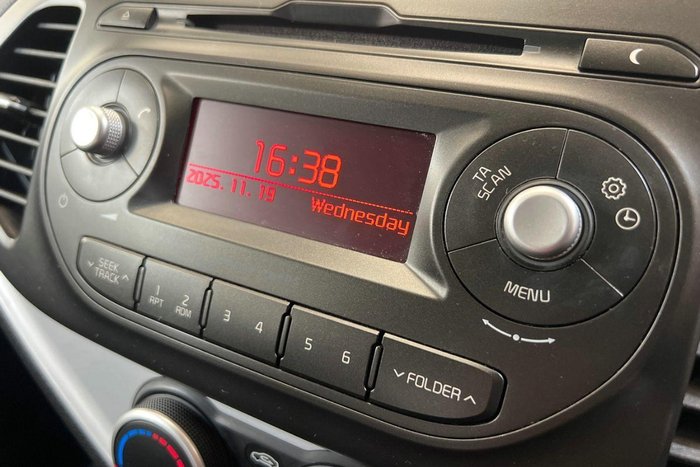 16:38
2025.11.19
Wednesday
TA
SCAN
MENU
SEEK
TRACK
1
RPT
2
RDM
3
4
5
6
FOLDER